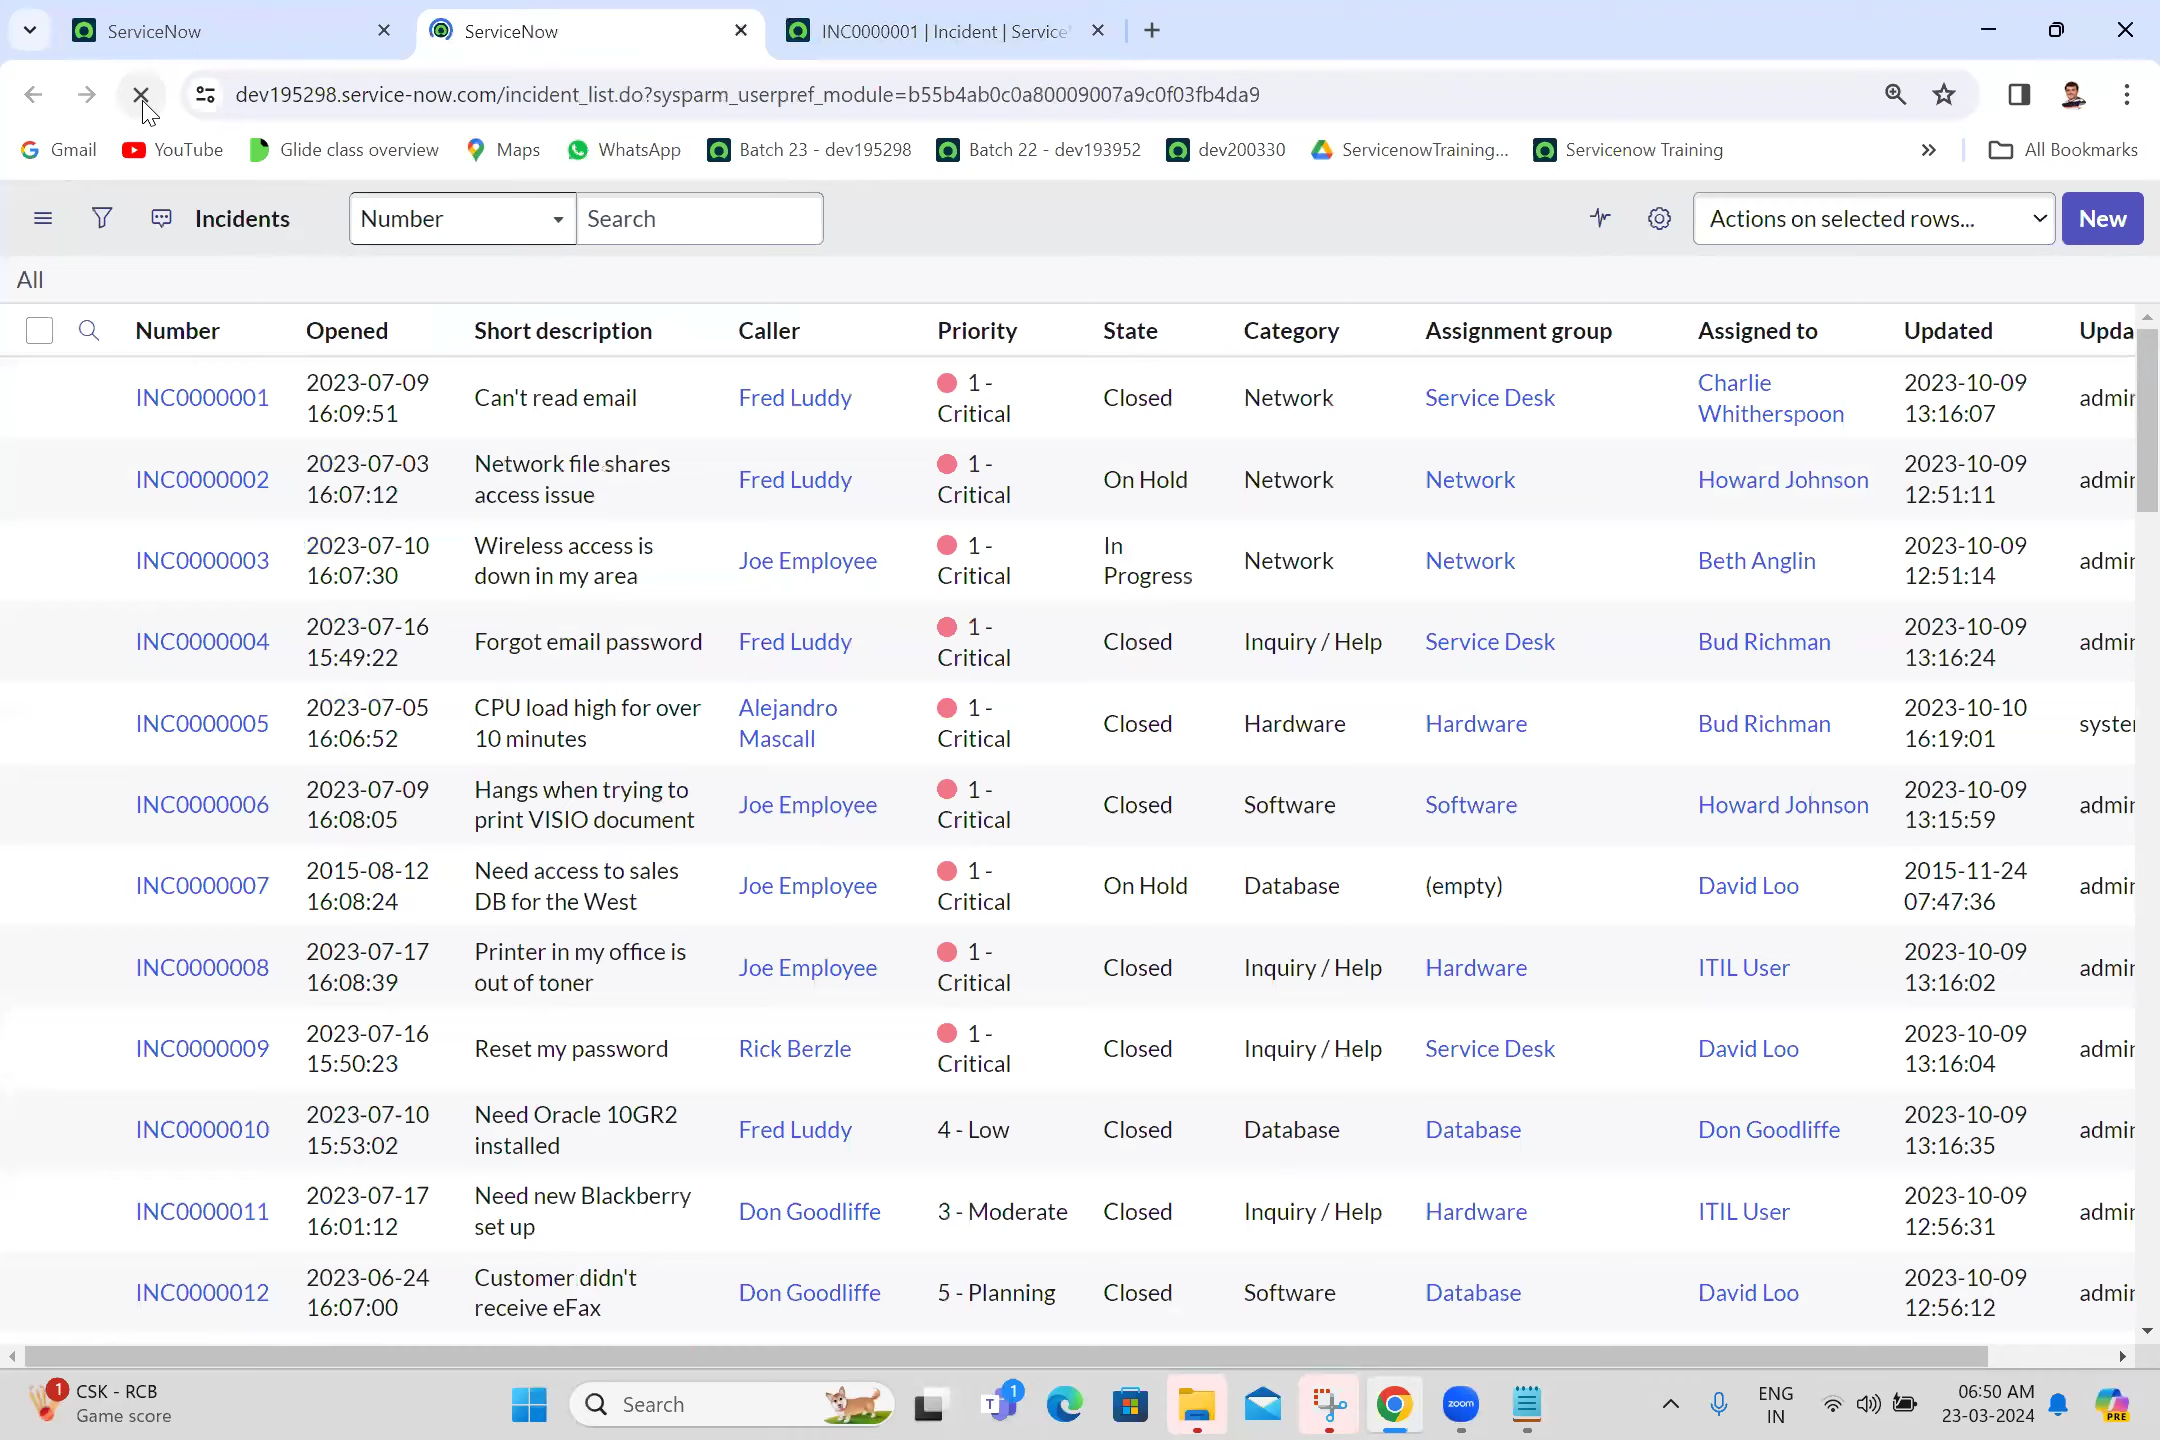 ServiceNow
ServiceNow
INC0000001 | Incident | Service
dev195298.service-now.com/incident_list.do?sysparm_userpref_module=b55b4ab0c0a80009007a9c0f03fb4da9
Gmail
YouTube
Glide class overview
Maps
WhatsApp
Batch 23 - dev195298
Batch 22 - dev193952
dev200330
ServicenowTraining...
Servicenow Training
All Bookmarks
Incidents
Number
Search
Actions on selected rows...
New
All
Number Opened Short description Caller Priority State Category Assignment group Assigned to Updated Upda
INC0000001 2023-07-09 16:09:51 Can't read email Fred Luddy 1 - Critical Closed Network Service Desk Charlie Whitherspoon 2023-10-09 13:16:07 admin
INC0000002 2023-07-03 16:07:12 Network file shares access issue Fred Luddy 1 - Critical On Hold Network Network Howard Johnson 2023-10-09 12:51:11 admin
INC0000003 2023-07-10 16:07:30 Wireless access is down in my area Joe Employee 1 - Critical In Progress Network Network Beth Anglin 2023-10-09 12:51:14 admin
INC0000004 2023-07-16 15:49:22 Forgot email password Fred Luddy 1 - Critical Closed Inquiry / Help Service Desk Bud Richman 2023-10-09 13:16:24 admin
INC0000005 2023-07-05 16:06:52 CPU load high for over 10 minutes Alejandro Mascall 1 - Critical Closed Hardware Hardware Bud Richman 2023-10-10 16:19:01 syste
INC0000006 2023-07-09 16:08:05 Hangs when trying to print VISIO document Joe Employee 1 - Critical Closed Software Software Howard Johnson 2023-10-09 13:15:59 admin
INC0000007 2015-08-12 16:08:24 Need access to sales DB for the West Joe Employee 1 - Critical On Hold Database (empty) David Loo 2015-11-24 07:47:36 admin
INC0000008 2023-07-17 16:08:39 Printer in my office is out of toner Joe Employee 1 - Critical Closed Inquiry / Help Hardware ITIL User 2023-10-09 13:16:02 admin
INC0000009 2023-07-16 15:50:23 Reset my password Rick Berzle 1 - Critical Closed Inquiry / Help Service Desk David Loo 2023-10-09 13:16:04 admin
INC0000010 2023-07-10 15:53:02 Need Oracle 10GR2 installed Fred Luddy 4 - Low Closed Database Database Don Goodliffe 2023-10-09 13:16:35 admin
INC0000011 2023-07-17 16:01:12 Need new Blackberry set up Don Goodliffe 3 - Moderate Closed Inquiry / Help Hardware ITIL User 2023-10-09 12:56:31 admin
INC0000012 2023-06-24 16:07:00 Customer didn't receive eFax Don Goodliffe 5 - Planning Closed Software Database David Loo 2023-10-09 12:56:12 admin
1
CSK - RCB
Game score
Search
T
1
zoom
ENG
IN
06:50 AM
23-03-2024
PRE